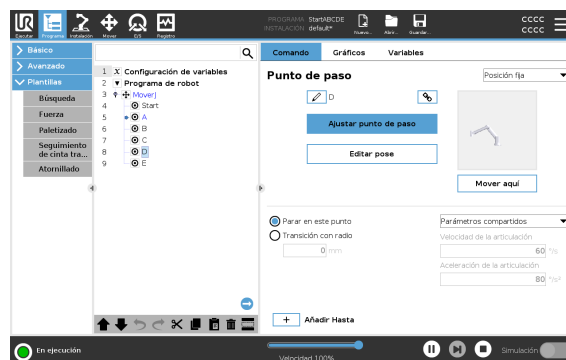 UR
PROGRAMA StartABCDE
INSTALACIÓN default*
Ejecutar Programa Instalación Mover E/S Registro
Nuevo... Abrir... Guardar...
CCCC
CCCC
Básico
Avanzado
Plantillas
Búsqueda
Fuerza
Paletizado
Seguimiento
de cinta tra...
Atornillado
1 X Configuración de variables
2 Programa de robot
3 MoverJ
4 Start
5 A
6 B
7 C
8 D
9 E
Comando Gráficos Variables
Punto de paso
Posición fija
D
Ajustar punto de paso
Editar pose
Mover aquí
Parar en este punto
Transición con radio
0 mm
Parámetros compartidos
Velocidad de la articulación
60 °/s
Aceleración de la articulación
80 °/s²
+ Añadir Hasta
En ejecución
Velocidad 100%
Simulación